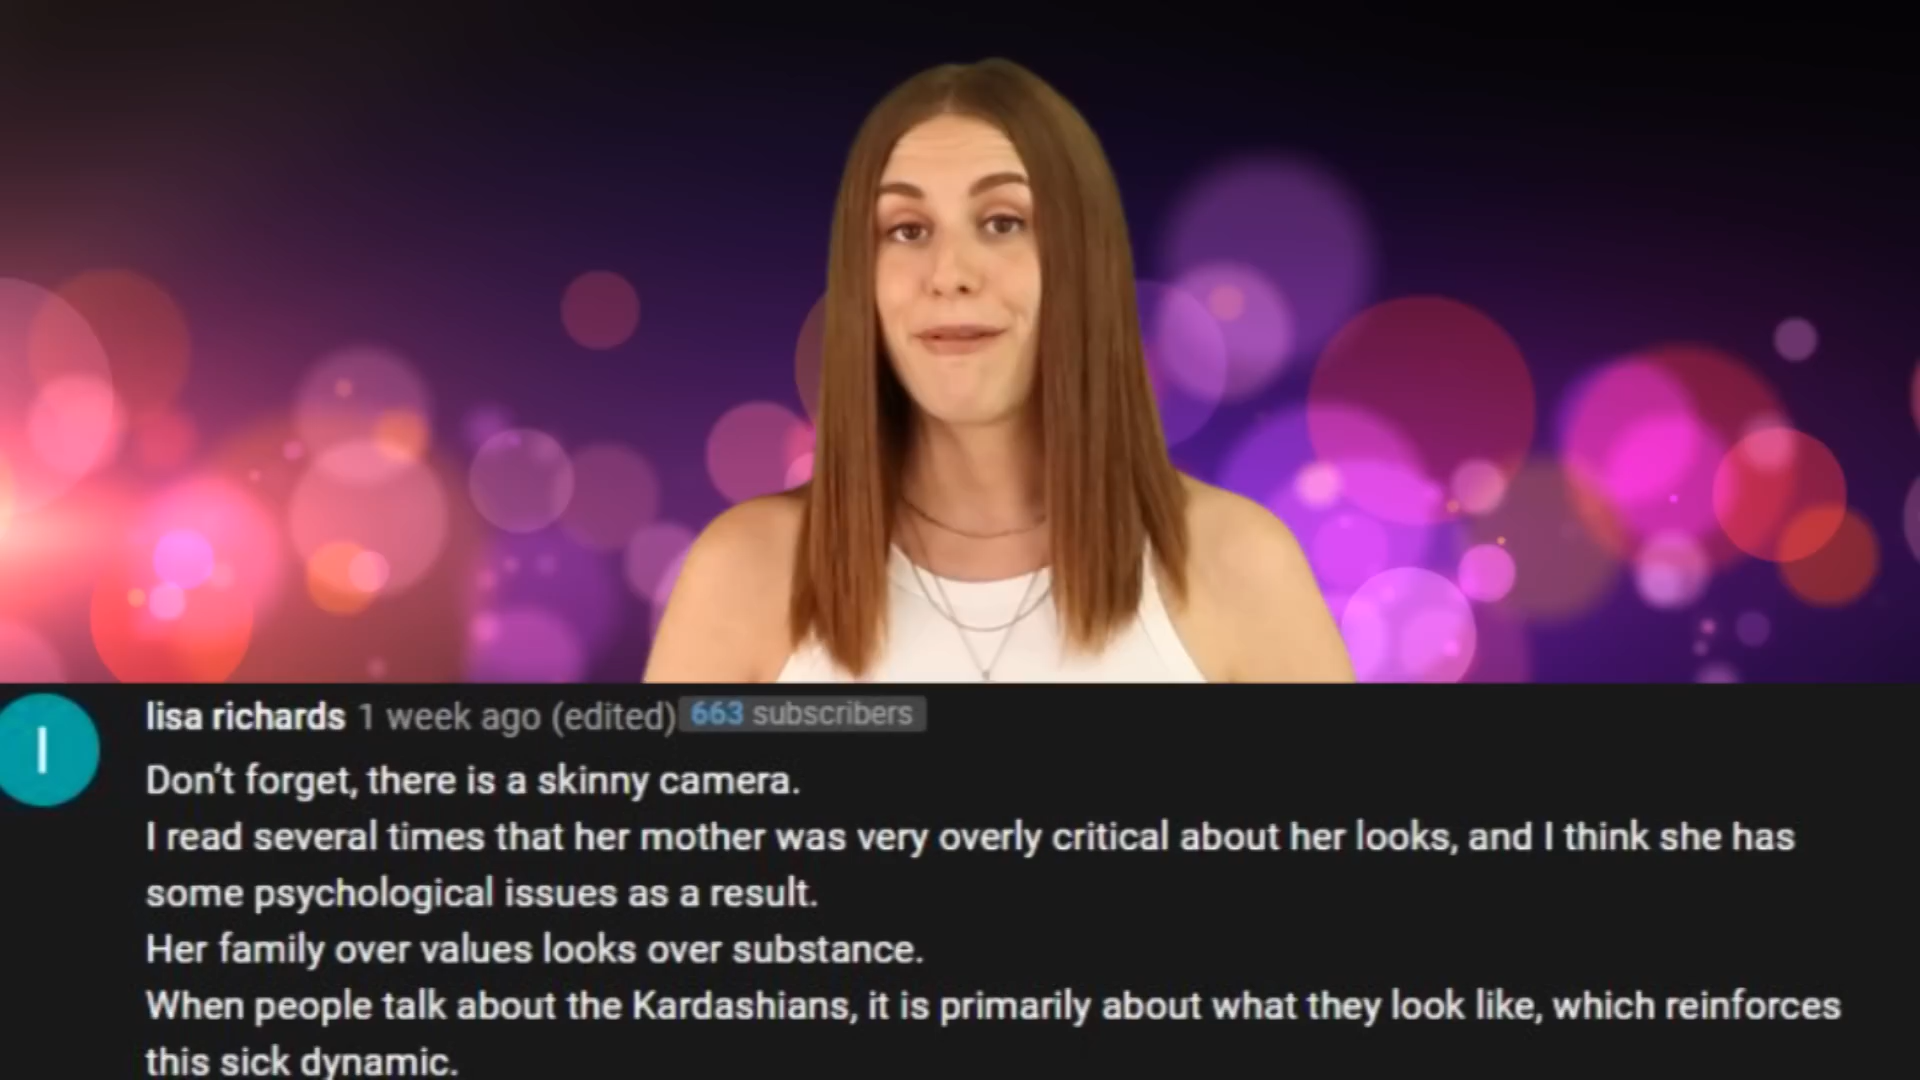 I
lisa richards 1 week ago (edited) 663 subscribers
Don't forget, there is a skinny camera.
I read several times that her mother was very overly critical about her looks, and I think she has
some psychological issues as a result.
Her family over values looks over substance.
When people talk about the Kardashians, it is primarily about what they look like, which reinforces
this sick dynamic.